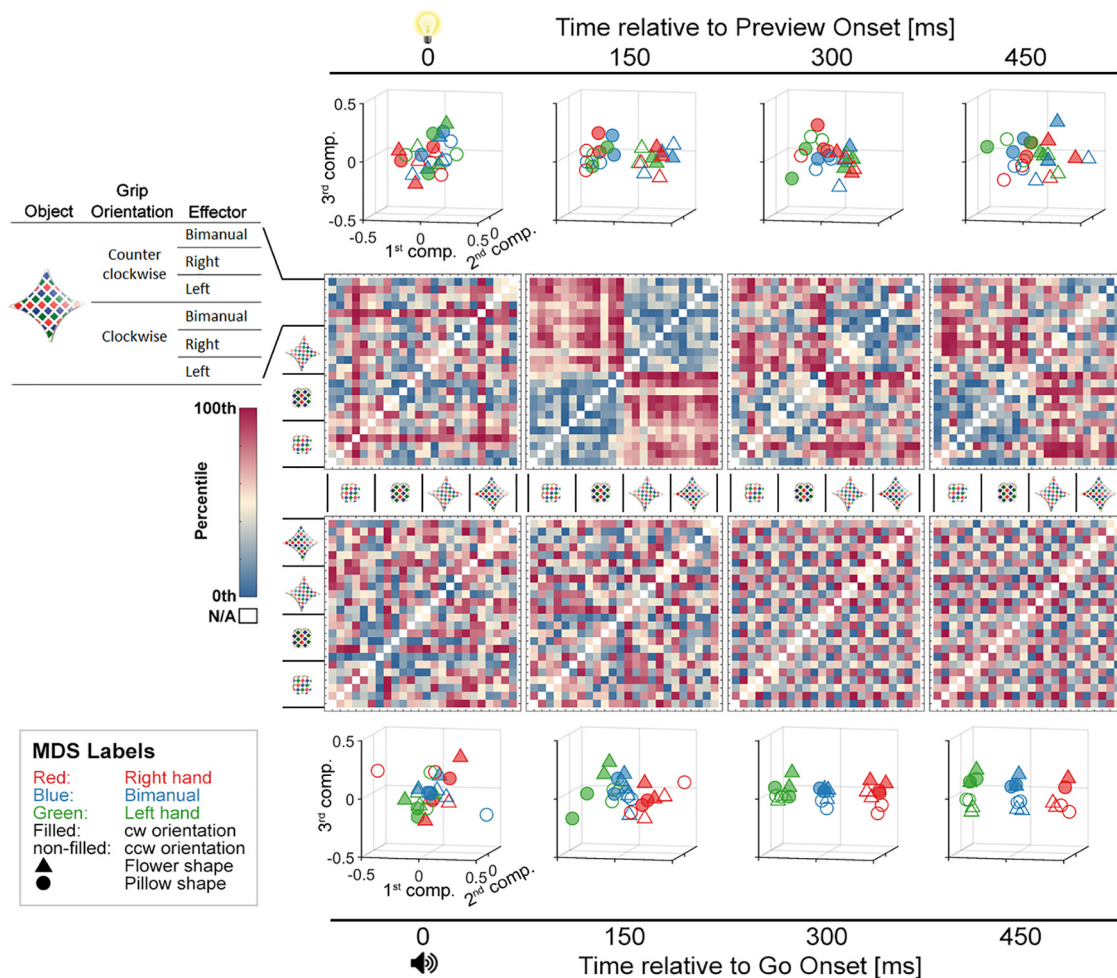 Time relative to Preview Onset [ms]
0 150 300 450
0.5
0
-0.5
3rd comp.
-0.5 0 0.5
1st comp.
0
2nd comp.
Object Grip Orientation Effector
Counter clockwise
Bimanual
Right
Left
Clockwise
Bimanual
Right
Left
100th
Percentile
0th
N/A
MDS Labels
Red: Right hand
Blue: Bimanual
Green: Left hand
Filled: cw orientation
non-filled: ccw orientation
Flower shape
Pillow shape
0.5
0
-0.5
3rd comp.
-0.5 0 0.5
1st comp.
0
2nd comp.
0 150 300 450
Time relative to Go Onset [ms]